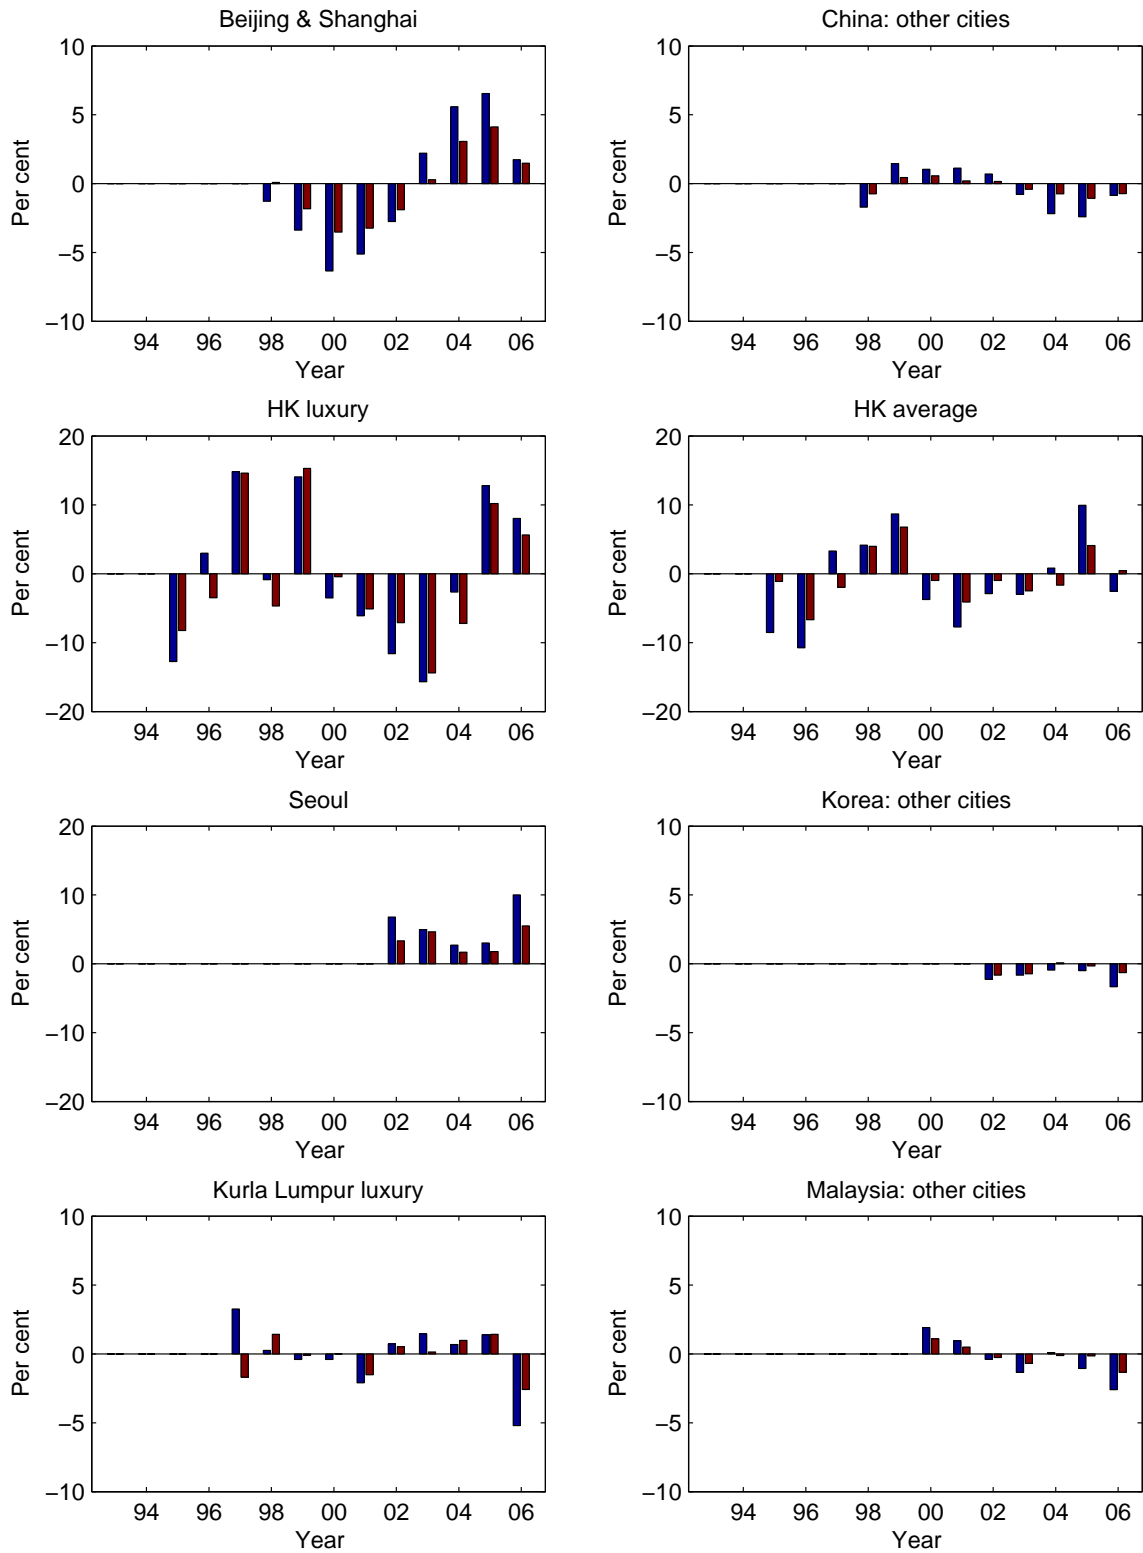 Beijing & Shanghai
10
5
0
−5
−10
Per cent
94 96 98 00 02 04 06
Year
China: other cities
10
5
0
−5
−10
Per cent
94 96 98 00 02 04 06
Year
HK luxury
20
10
0
−10
−20
Per cent
94 96 98 00 02 04 06
Year
HK average
20
10
0
−10
−20
Per cent
94 96 98 00 02 04 06
Year
Seoul
20
10
0
−10
−20
Per cent
94 96 98 00 02 04 06
Year
Korea: other cities
10
5
0
−5
−10
Per cent
94 96 98 00 02 04 06
Year
Kurla Lumpur luxury
10
5
0
−5
−10
Per cent
94 96 98 00 02 04 06
Year
Malaysia: other cities
10
5
0
−5
−10
Per cent
94 96 98 00 02 04 06
Year